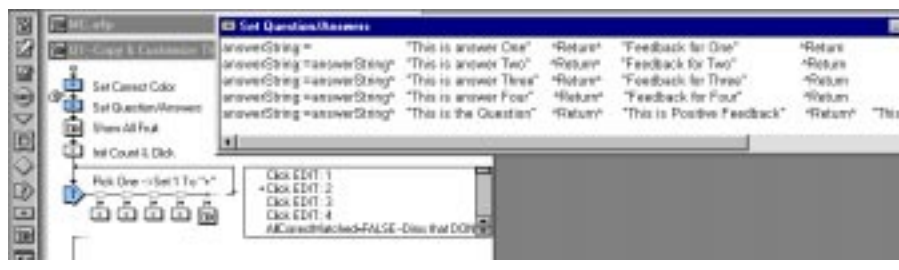 Set Question/Answers
answerString = "This is answer One" ^Return^ "Feedback for One" ^Return
answerString =answerString^ "This is answer Two" ^Return^ "Feedback for Two" ^Return
answerString =answerString^ "This is answer Three" ^Return^ "Feedback for Three" ^Return
answerString =answerString^ "This is answer Four" ^Return^ "Feedback for Four" ^Return
answerString =answerString^ "This is the Question" ^Return^ "This is Positive Feedback" ^Return^ "This
Set Correct Color
Set Question/Answers
Show All Fruit
Init Count & Click
Pick One -->Set 1 To "+"
Click EDIT: 1
+Click EDIT: 2
Click EDIT: 3
Click EDIT: 4
AllCorrectMatched=FALSE--Diss that DON